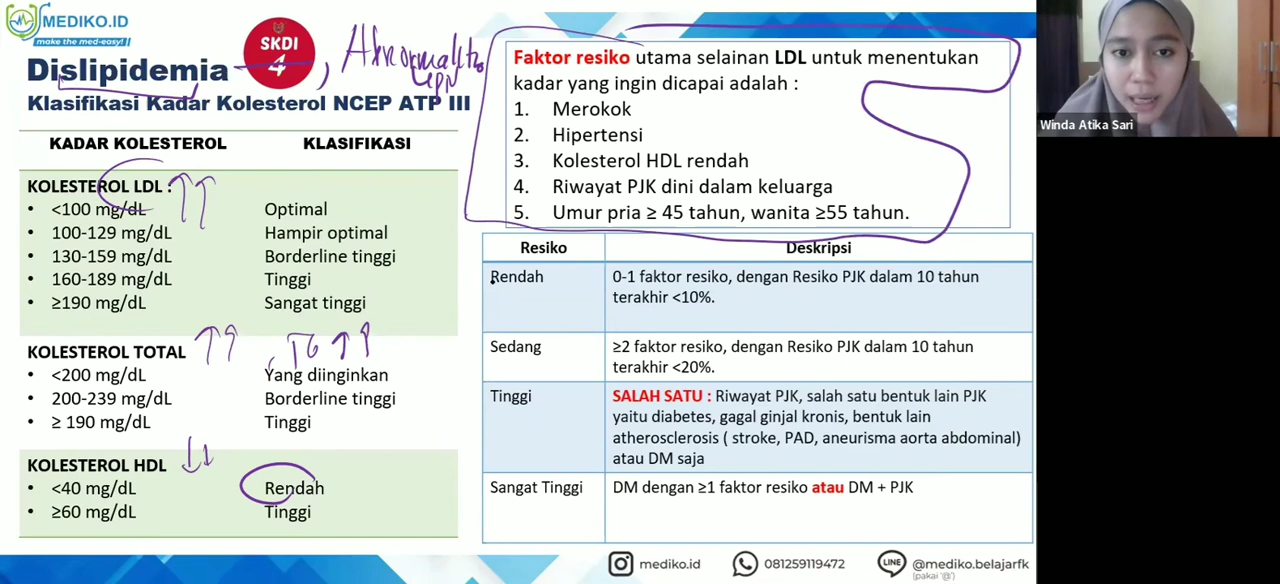 MEDIKO.ID
make the med-easy!
SKDI
4
, Abnormalitas
Dislipidemia
Klasifikasi Kadar Kolesterol NCEP ATP III
KADAR KOLESTEROL KLASIFIKASI
KOLESTEROL LDL :
• <100 mg/dL Optimal
• 100-129 mg/dL Hampir optimal
• 130-159 mg/dL Borderline tinggi
• 160-189 mg/dL Tinggi
• ≥190 mg/dL Sangat tinggi
KOLESTEROL TOTAL
TG
• <200 mg/dL Yang diinginkan
• 200-239 mg/dL Borderline tinggi
• ≥ 190 mg/dL Tinggi
KOLESTEROL HDL
• <40 mg/dL Rendah
• ≥60 mg/dL Tinggi
Faktor resiko utama selainan LDL untuk menentukan
kadar yang ingin dicapai adalah :
1. Merokok
2. Hipertensi
3. Kolesterol HDL rendah
4. Riwayat PJK dini dalam keluarga
5. Umur pria ≥ 45 tahun, wanita ≥55 tahun.
Resiko Deskripsi
Rendah 0-1 faktor resiko, dengan Resiko PJK dalam 10 tahun
terakhir <10%.
Sedang ≥2 faktor resiko, dengan Resiko PJK dalam 10 tahun
terakhir <20%.
Tinggi SALAH SATU : Riwayat PJK, salah satu bentuk lain PJK
yaitu diabetes, gagal ginjal kronis, bentuk lain
atherosclerosis ( stroke, PAD, aneurisma aorta abdominal)
atau DM saja
Sangat Tinggi DM dengan ≥1 faktor resiko atau DM + PJK
mediko.id
081259119472
LINE
@mediko.belajarfk
(pakai '@')
Winda Atika Sari